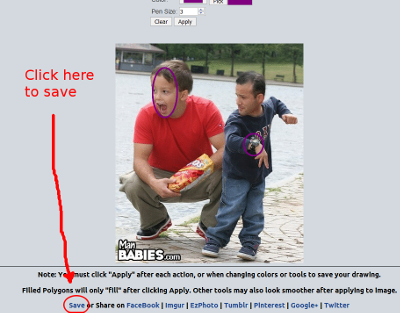 Color:
Pick
Pen Size: 3
Clear Apply
Click here
to save
Man
BABIES.com
Note: You must click "Apply" after each action, or when changing colors or tools to save your drawing.
Filled Polygons will only "fill" after clicking Apply. Other tools may also look smoother after applying to image.
Save or Share on FaceBook | Imgur | EzPhoto | Tumblr | Pinterest | Google+ | Twitter